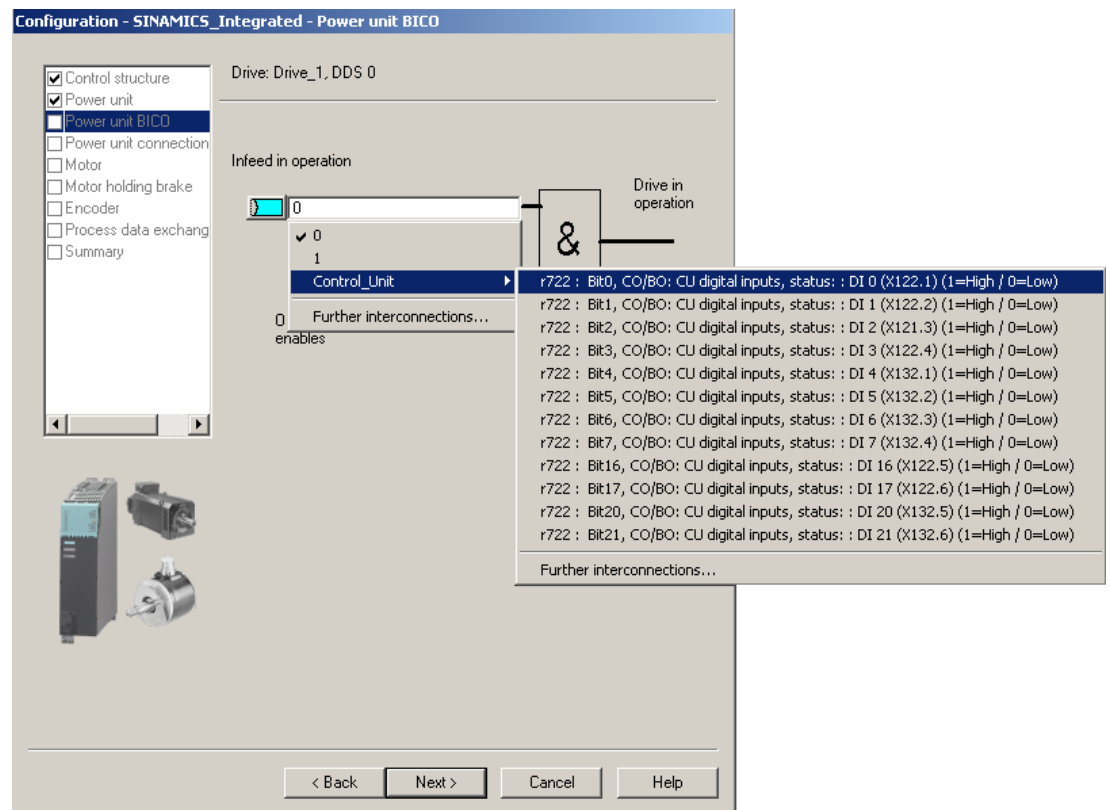 Configuration - SINAMICS_Integrated - Power unit BICO
Control structure
Power unit
Power unit BICO
Power unit connection
Motor
Motor holding brake
Encoder
Process data exchang
Summary
Drive: Drive_1, DDS 0
Infeed in operation
0
Drive in
operation
&
0
1
Control_Unit
Further interconnections...
0
enables
r722 : Bit0, CO/BO: CU digital inputs, status: : DI 0 (X122.1) (1=High / 0=Low)
r722 : Bit1, CO/BO: CU digital inputs, status: : DI 1 (X122.2) (1=High / 0=Low)
r722 : Bit2, CO/BO: CU digital inputs, status: : DI 2 (X121.3) (1=High / 0=Low)
r722 : Bit3, CO/BO: CU digital inputs, status: : DI 3 (X122.4) (1=High / 0=Low)
r722 : Bit4, CO/BO: CU digital inputs, status: : DI 4 (X132.1) (1=High / 0=Low)
r722 : Bit5, CO/BO: CU digital inputs, status: : DI 5 (X132.2) (1=High / 0=Low)
r722 : Bit6, CO/BO: CU digital inputs, status: : DI 6 (X132.3) (1=High / 0=Low)
r722 : Bit7, CO/BO: CU digital inputs, status: : DI 7 (X132.4) (1=High / 0=Low)
r722 : Bit16, CO/BO: CU digital inputs, status: : DI 16 (X122.5) (1=High / 0=Low)
r722 : Bit17, CO/BO: CU digital inputs, status: : DI 17 (X122.6) (1=High / 0=Low)
r722 : Bit20, CO/BO: CU digital inputs, status: : DI 20 (X132.5) (1=High / 0=Low)
r722 : Bit21, CO/BO: CU digital inputs, status: : DI 21 (X132.6) (1=High / 0=Low)
Further interconnections...
< Back
Next >
Cancel
Help